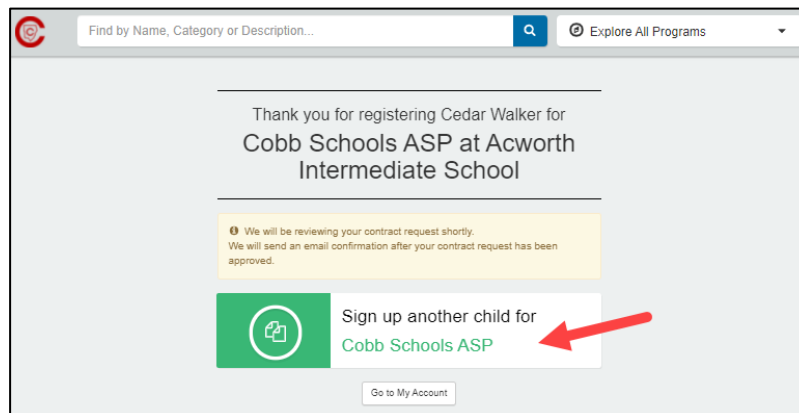 Find by Name, Category or Description...
Explore All Programs
Thank you for registering Cedar Walker for
Cobb Schools ASP at Acworth
Intermediate School
We will be reviewing your contract request shortly.
We will send an email confirmation after your contract request has been
approved.
Sign up another child for
Cobb Schools ASP
Go to My Account